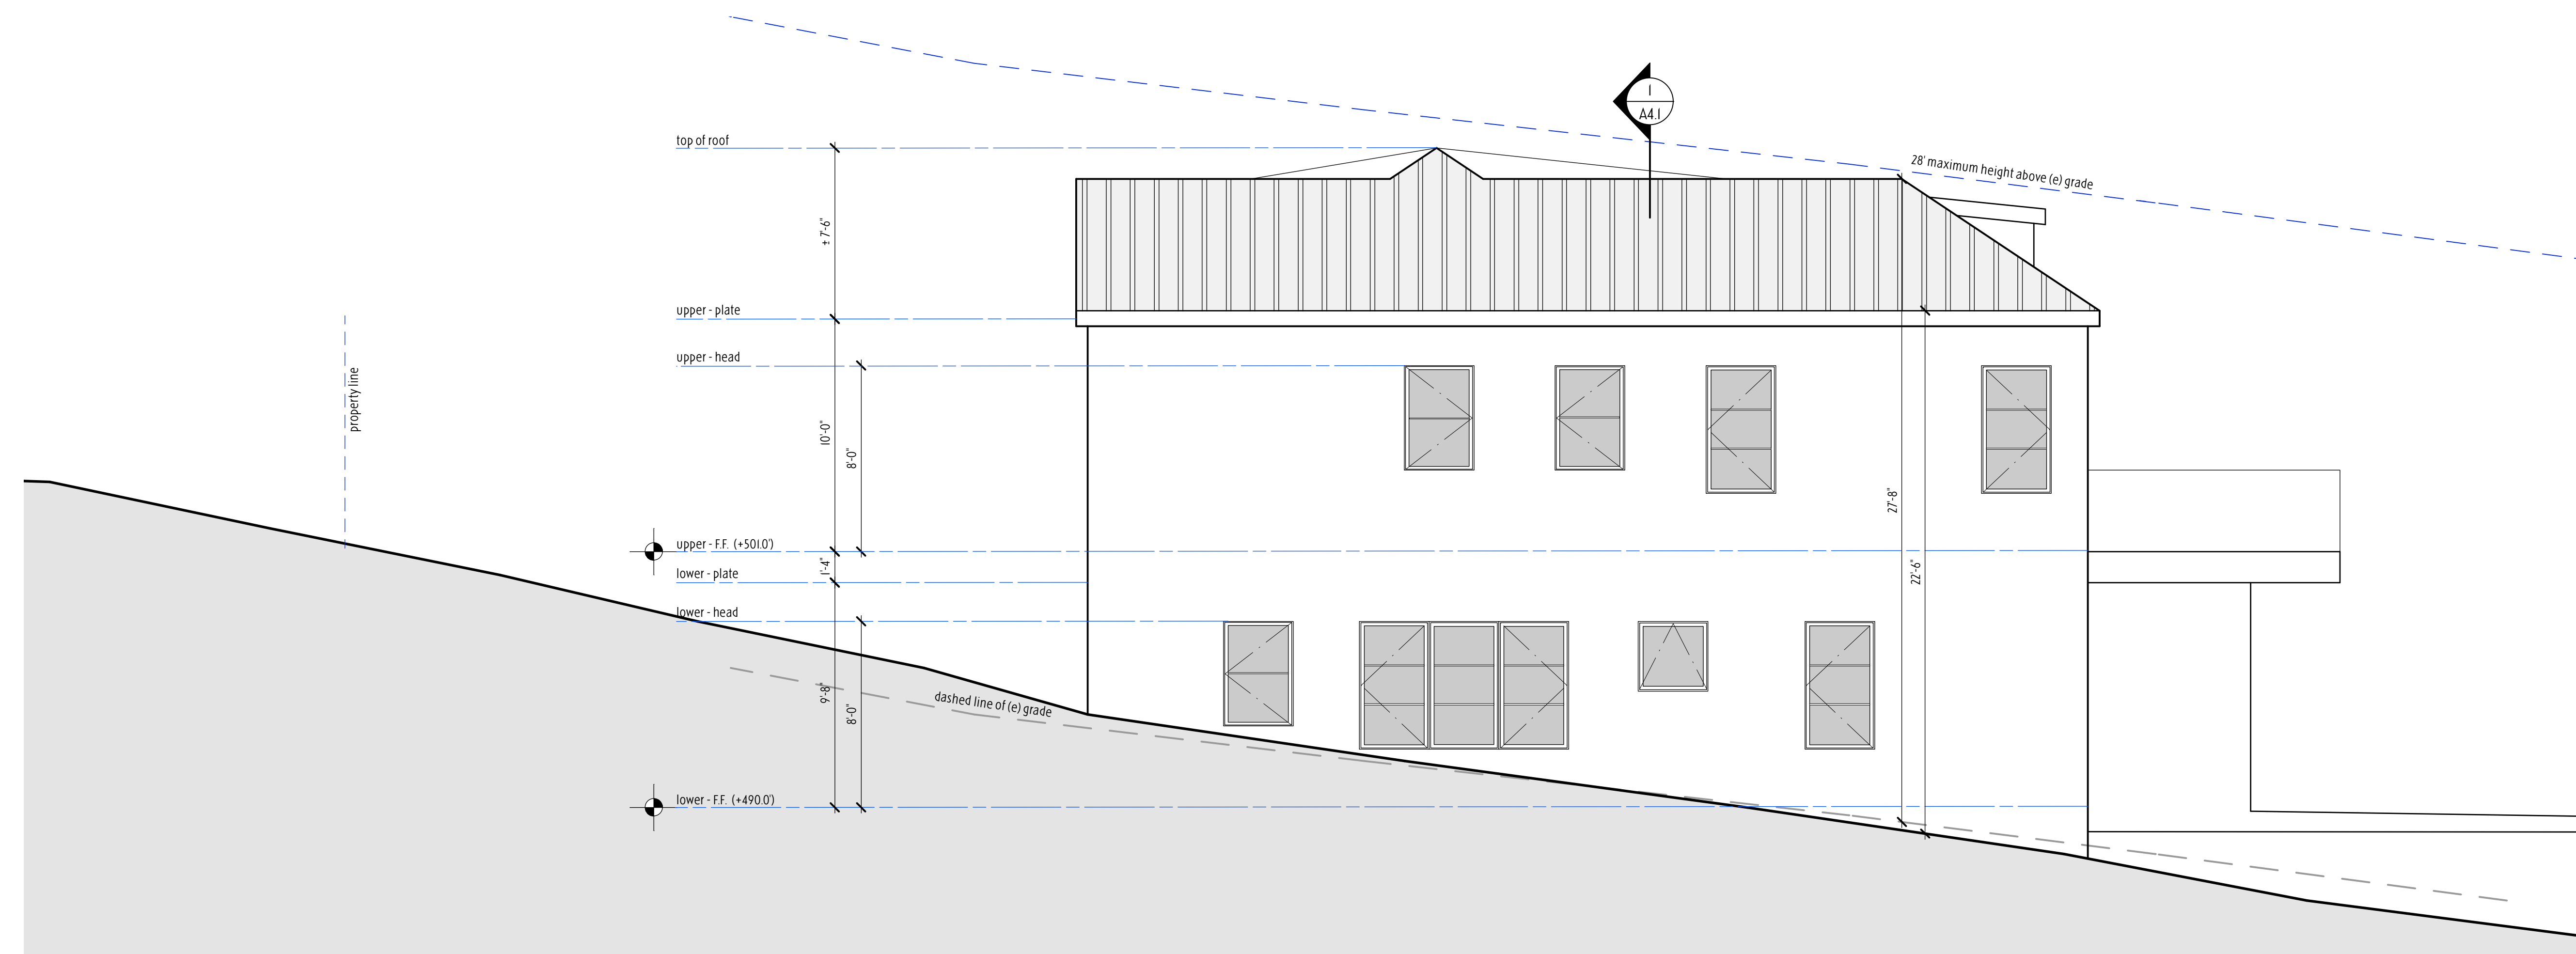 1
A4.1
28' maximum height above (e) grade
top of roof
± 7'-6"
upper - plate
upper - head
property line
10'-0"
8'-0"
27'-8"
22'-6"
upper - F.F. (+501.0')
1'-4"
lower - plate
lower - head
9'-8"
8'-0"
dashed line of (e) grade
lower - F.F. (+490.0')